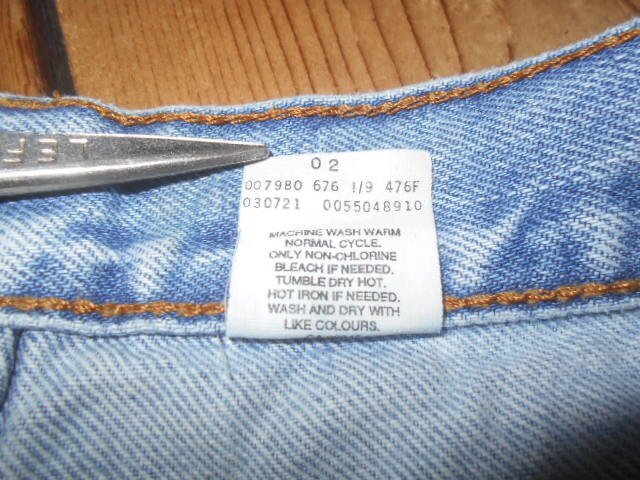 LEF
02
007980 676 1/9 476F
030721 0055048910
MACHINE WASH WARM
NORMAL CYCLE.
ONLY NON-CHLORINE
BLEACH IF NEEDED.
TUMBLE DRY HOT.
HOT IRON IF NEEDED.
WASH AND DRY WITH
LIKE COLOURS.